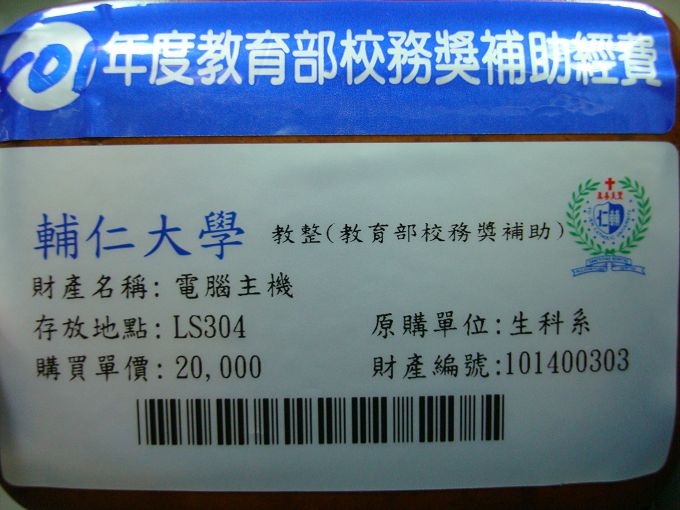 101年度教育部校務獎補助經費
輔仁大學 教整(教育部校務獎補助)
財產名稱: 電腦主機
存放地點: LS304 原購單位: 生科系
購買單價: 20,000 財產編號:101400303